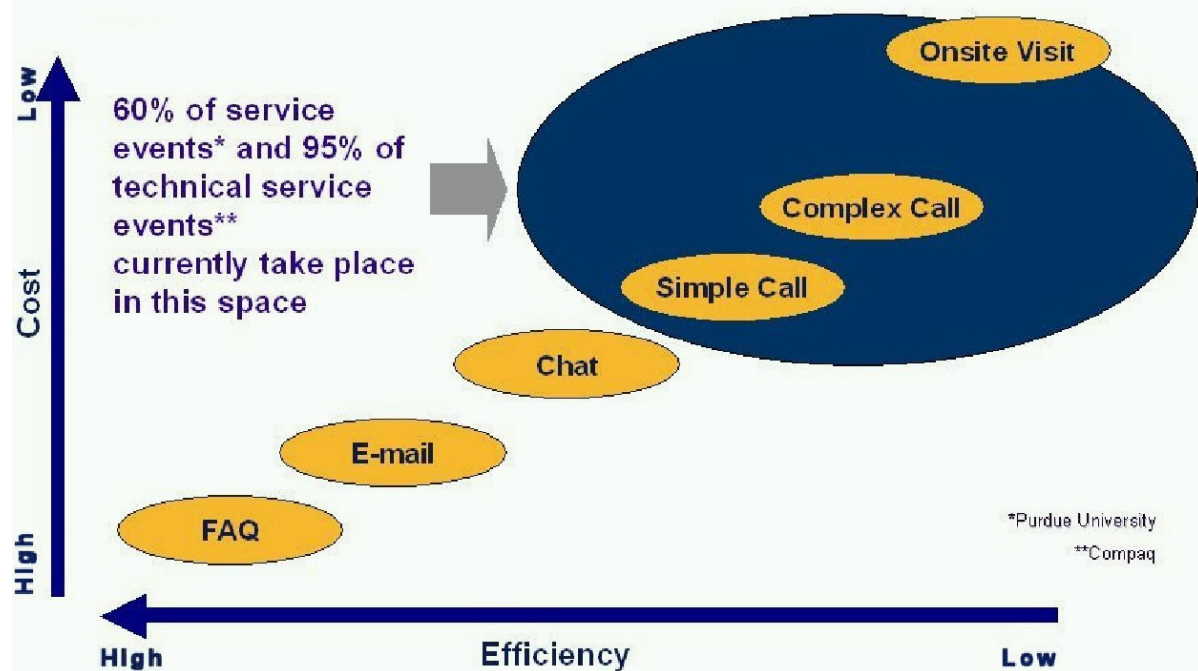 Low
Onsite Visit
60% of service
events* and 95% of
technical service
events**
currently take place
in this space
Complex Call
Cost
Simple Call
Chat
E-mail
FAQ
*Purdue University
**Compaq
High
High
Efficiency
Low